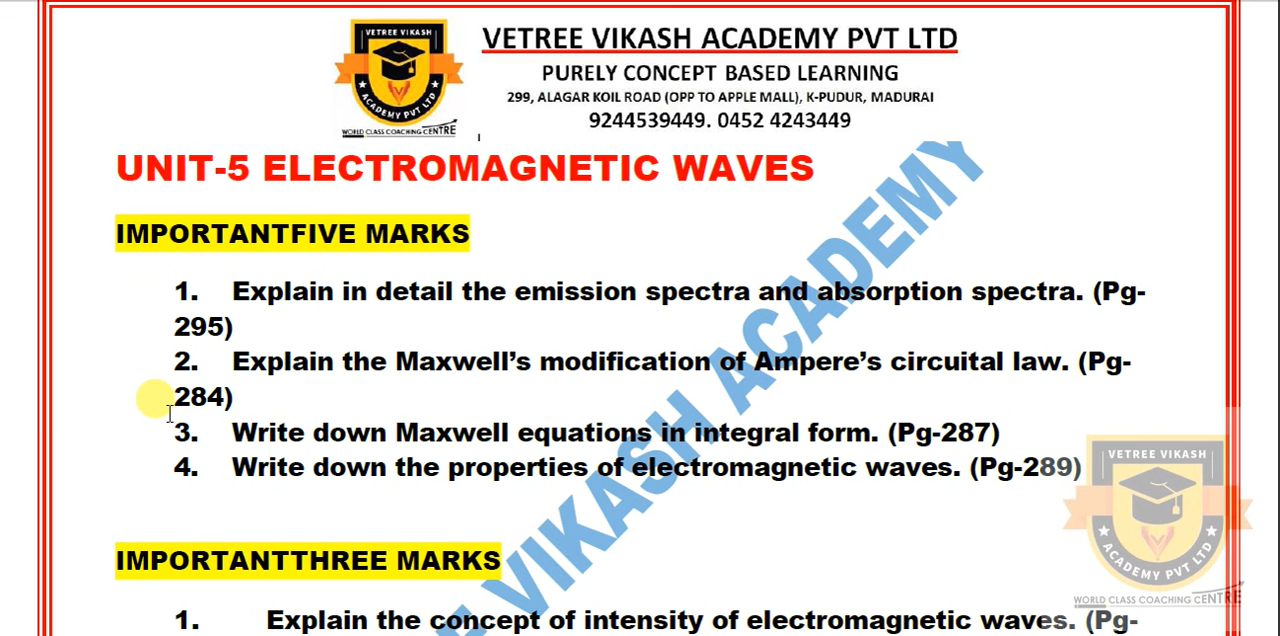 VETREE VIKASH
ACADEMY PVT LTD
WORLD CLASS COACHING CENTRE
VETREE VIKASH ACADEMY PVT LTD
PURELY CONCEPT BASED LEARNING
299, ALAGAR KOIL ROAD (OPP TO APPLE MALL), K-PUDUR, MADURAI
9244539449. 0452 4243449
UNIT-5 ELECTROMAGNETIC WAVES
IMPORTANTFIVE MARKS
1. Explain in detail the emission spectra and absorption spectra. (Pg-
295)
2. Explain the Maxwell’s modification of Ampere’s circuital law. (Pg-
284)
3. Write down Maxwell equations in integral form. (Pg-287)
4. Write down the properties of electromagnetic waves. (Pg-289)
IMPORTANTTHREE MARKS
1. Explain the concept of intensity of electromagnetic waves. (Pg-
E VIKASH ACADEMY
VETREE VIKASH
ACADEMY PVT LTD
WORLD CLASS COACHING CENTRE